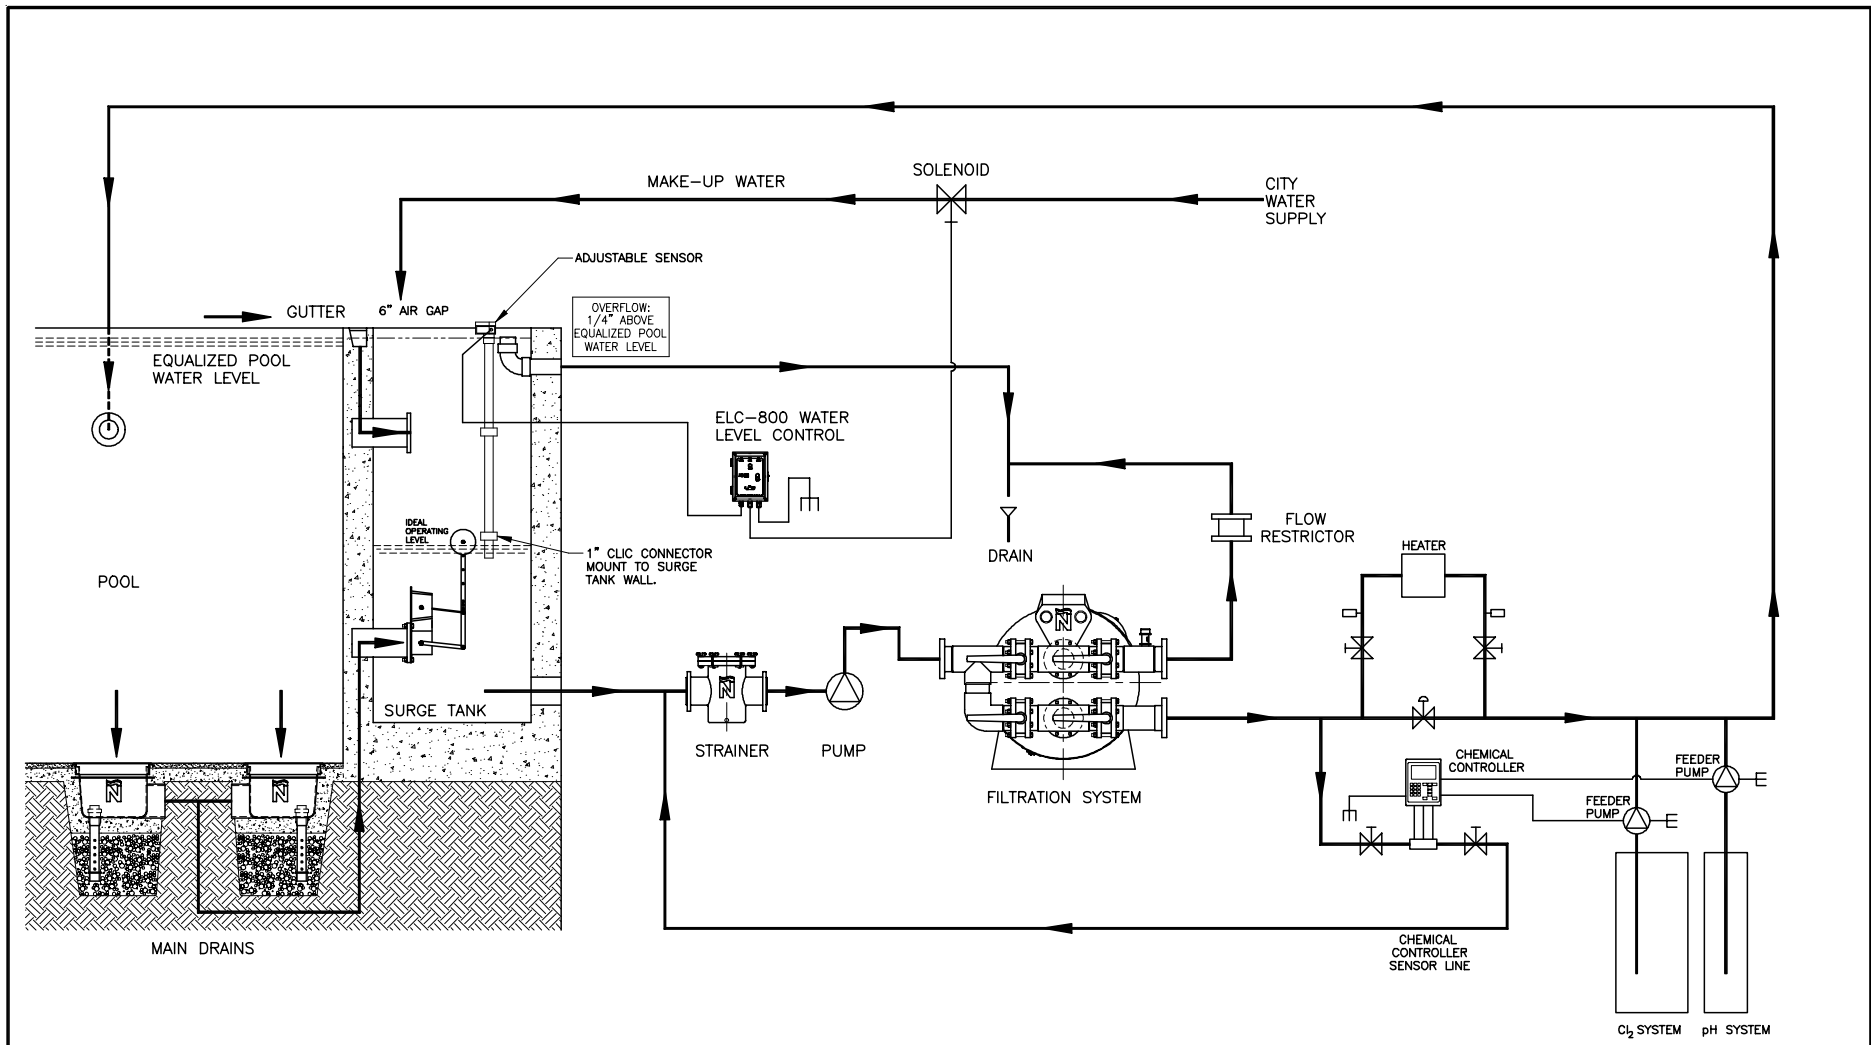 SOLENOID
MAKE-UP WATER
CITY
WATER
SUPPLY
ADJUSTABLE SENSOR
GUTTER
6" AIR GAP
OVERFLOW:
1/4" ABOVE
EQUALIZED POOL
WATER LEVEL
EQUALIZED POOL
WATER LEVEL
ELC-800 WATER
LEVEL CONTROL
IDEAL
OPERATING
LEVEL
FLOW
RESTRICTOR
1" CLIC CONNECTOR
MOUNT TO SURGE
TANK WALL.
DRAIN
HEATER
POOL
SURGE TANK
STRAINER
PUMP
FILTRATION SYSTEM
CHEMICAL
CONTROLLER
FEEDER
PUMP
FEEDER
PUMP
MAIN DRAINS
CHEMICAL
CONTROLLER
SENSOR LINE
Cl₂ SYSTEM
pH SYSTEM